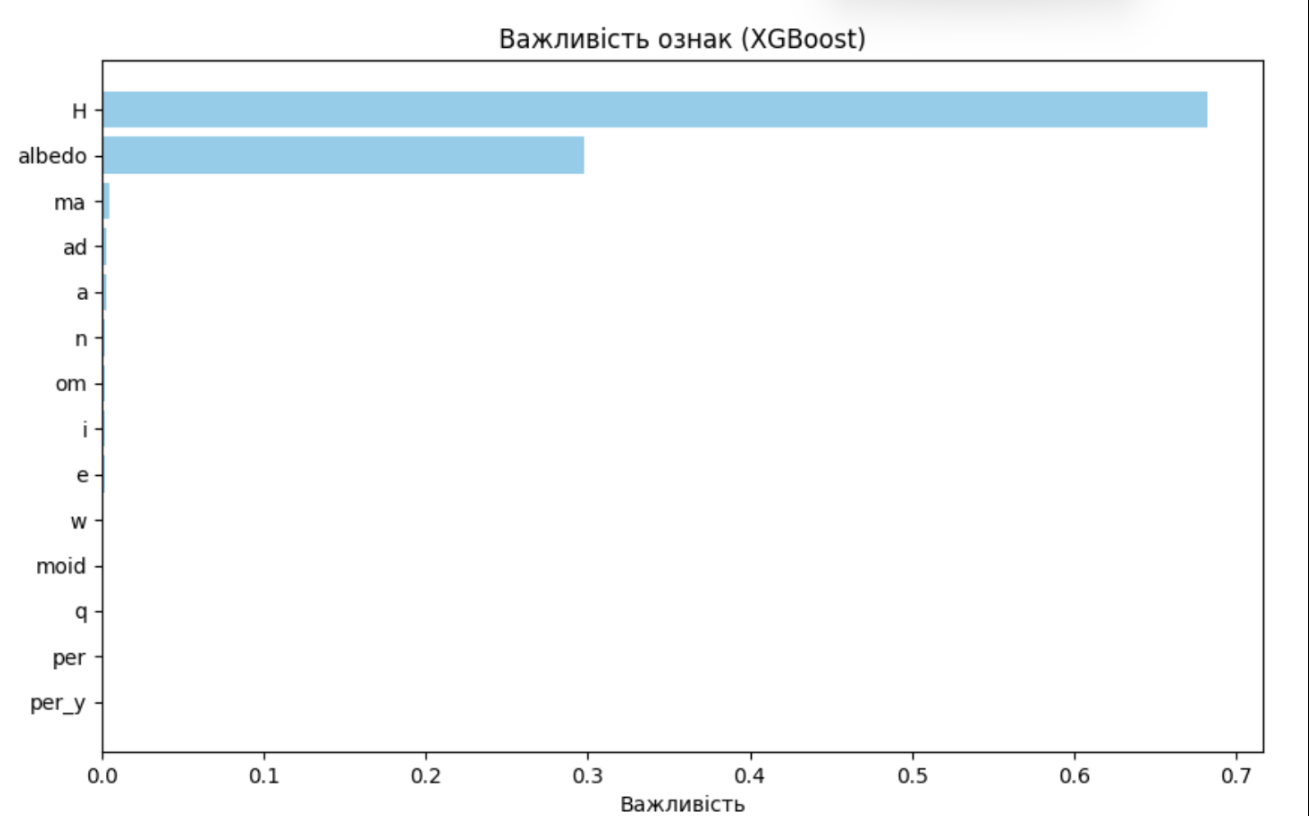 Важливість ознак (XGBoost)
H
albedo
ma
ad
a
n
om
i
e
w
moid
q
per
per_y
0.0 0.1 0.2 0.3 0.4 0.5 0.6 0.7
Важливість